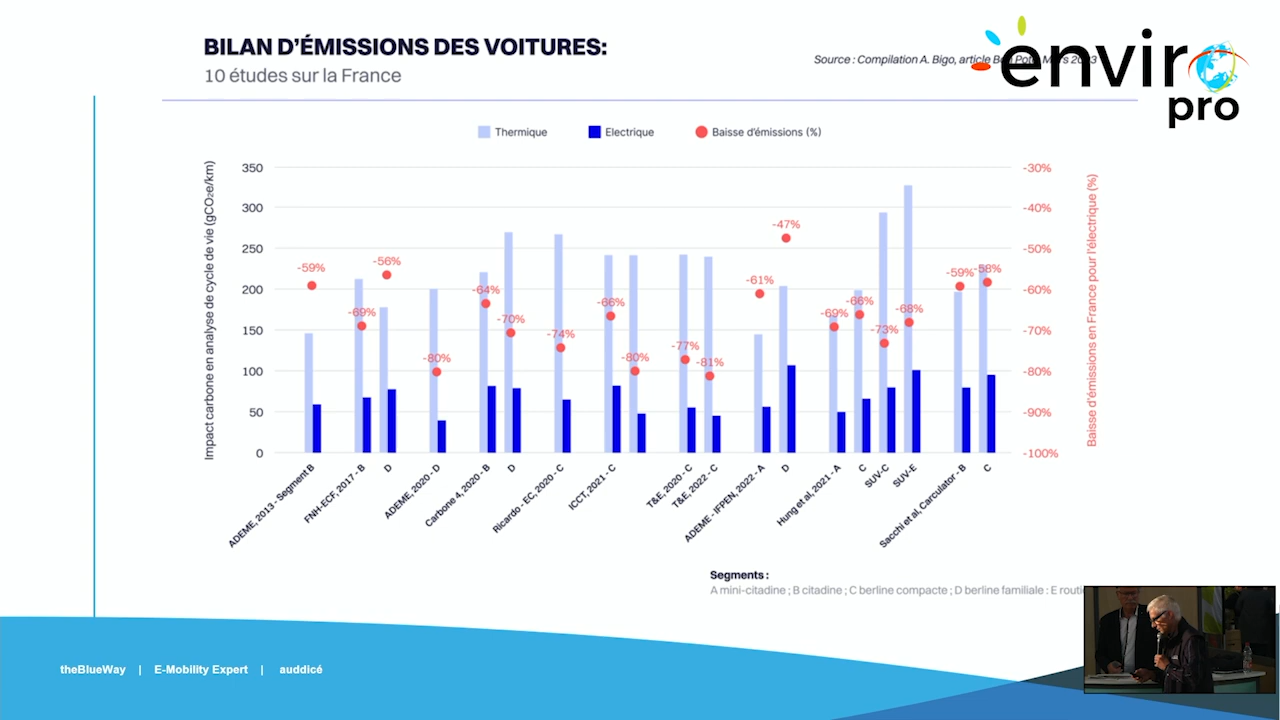 BILAN D'ÉMISSIONS DES VOITURES:
10 études sur la France
Source : Compilation A. Bigo, article
enviro
pro
Thermique
Electrique
Baisse d'émissions (%)
Impact carbone en analyse de cycle de vie (gCO2e/km)
350
300
250
200
150
100
50
0
-30%
-40%
-50%
-60%
-70%
-80%
-90%
-100%
Baisse d'émissions en France pour l'électrique (%)
-59%
-69%
-56%
-80%
-64%
-70%
-74%
-66%
-80%
-77%
-81%
-61%
-47%
-69%
-66%
-73%
-68%
-59%
-58%
ADEME, 2013 - Segment B
FNH-ECF, 2017 - B
D
ADEME, 2020 - D
Carbone 4, 2020 - B
D
Ricardo - EC, 2020 - C
ICCT, 2021 - C
T&E, 2020 - C
T&E, 2022 - C
ADEME - IFPEN, 2022 - A
D
Hung et al, 2021 - A
C
SUV-C
SUV-E
Sacchi et al, Carculator - B
C
Segments :
A mini-citadine ; B citadine ; C berline compacte ; D berline familiale : E
theBlueWay | E-Mobility Expert | auddicé